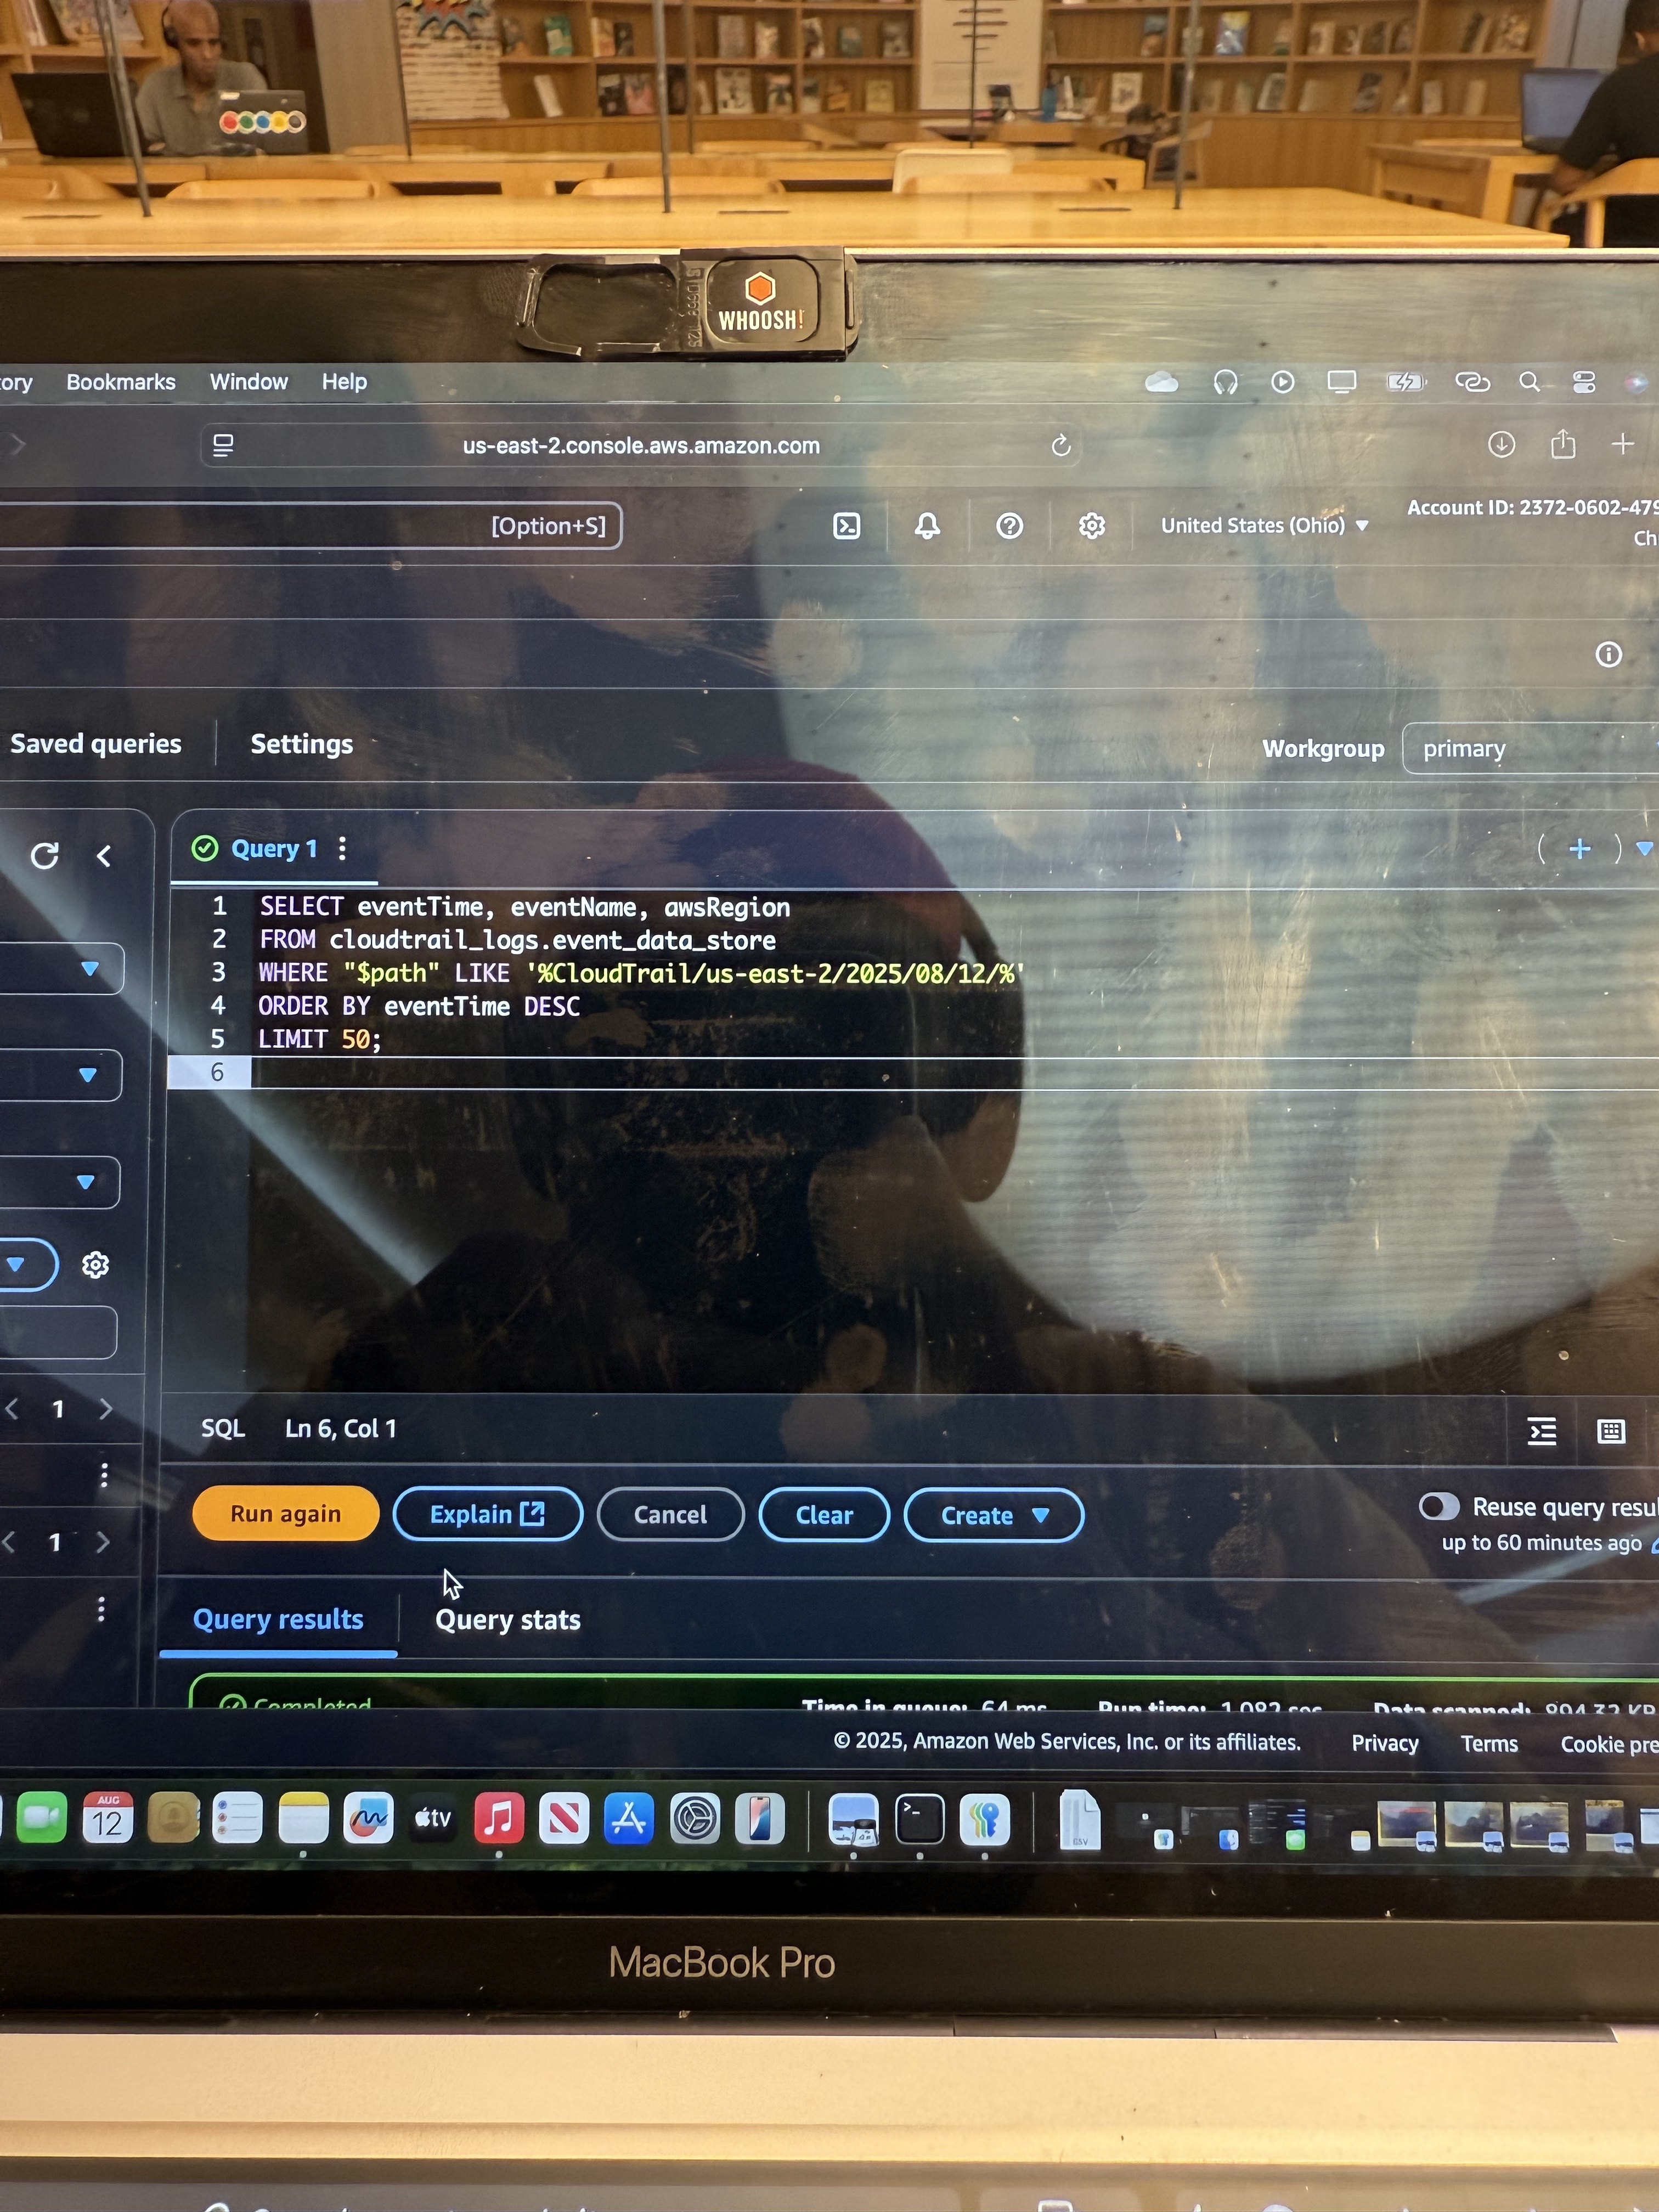 WHOOSH!
ory Bookmarks Window Help
us-east-2.console.aws.amazon.com
[Option+S] United States (Ohio) Account ID: 2372-0602-479
Ch
Saved queries Settings Workgroup primary
Query 1
1 SELECT eventTime, eventName, awsRegion
2 FROM cloudtrail_logs.event_data_store
3 WHERE "$path" LIKE '%CloudTrail/us-east-2/2025/08/12/%'
4 ORDER BY eventTime DESC
5 LIMIT 50;
6
1
SQL Ln 6, Col 1
Run again Explain Cancel Clear Create Reuse query resul
1 up to 60 minutes ago
Query results Query stats
Completed Time in queue: 64 ms Run time: 1.082 sec Data scanned: 894.32 KB
© 2025, Amazon Web Services, Inc. or its affiliates. Privacy Terms Cookie pre
AUG
12 tv CSV
MacBook Pro